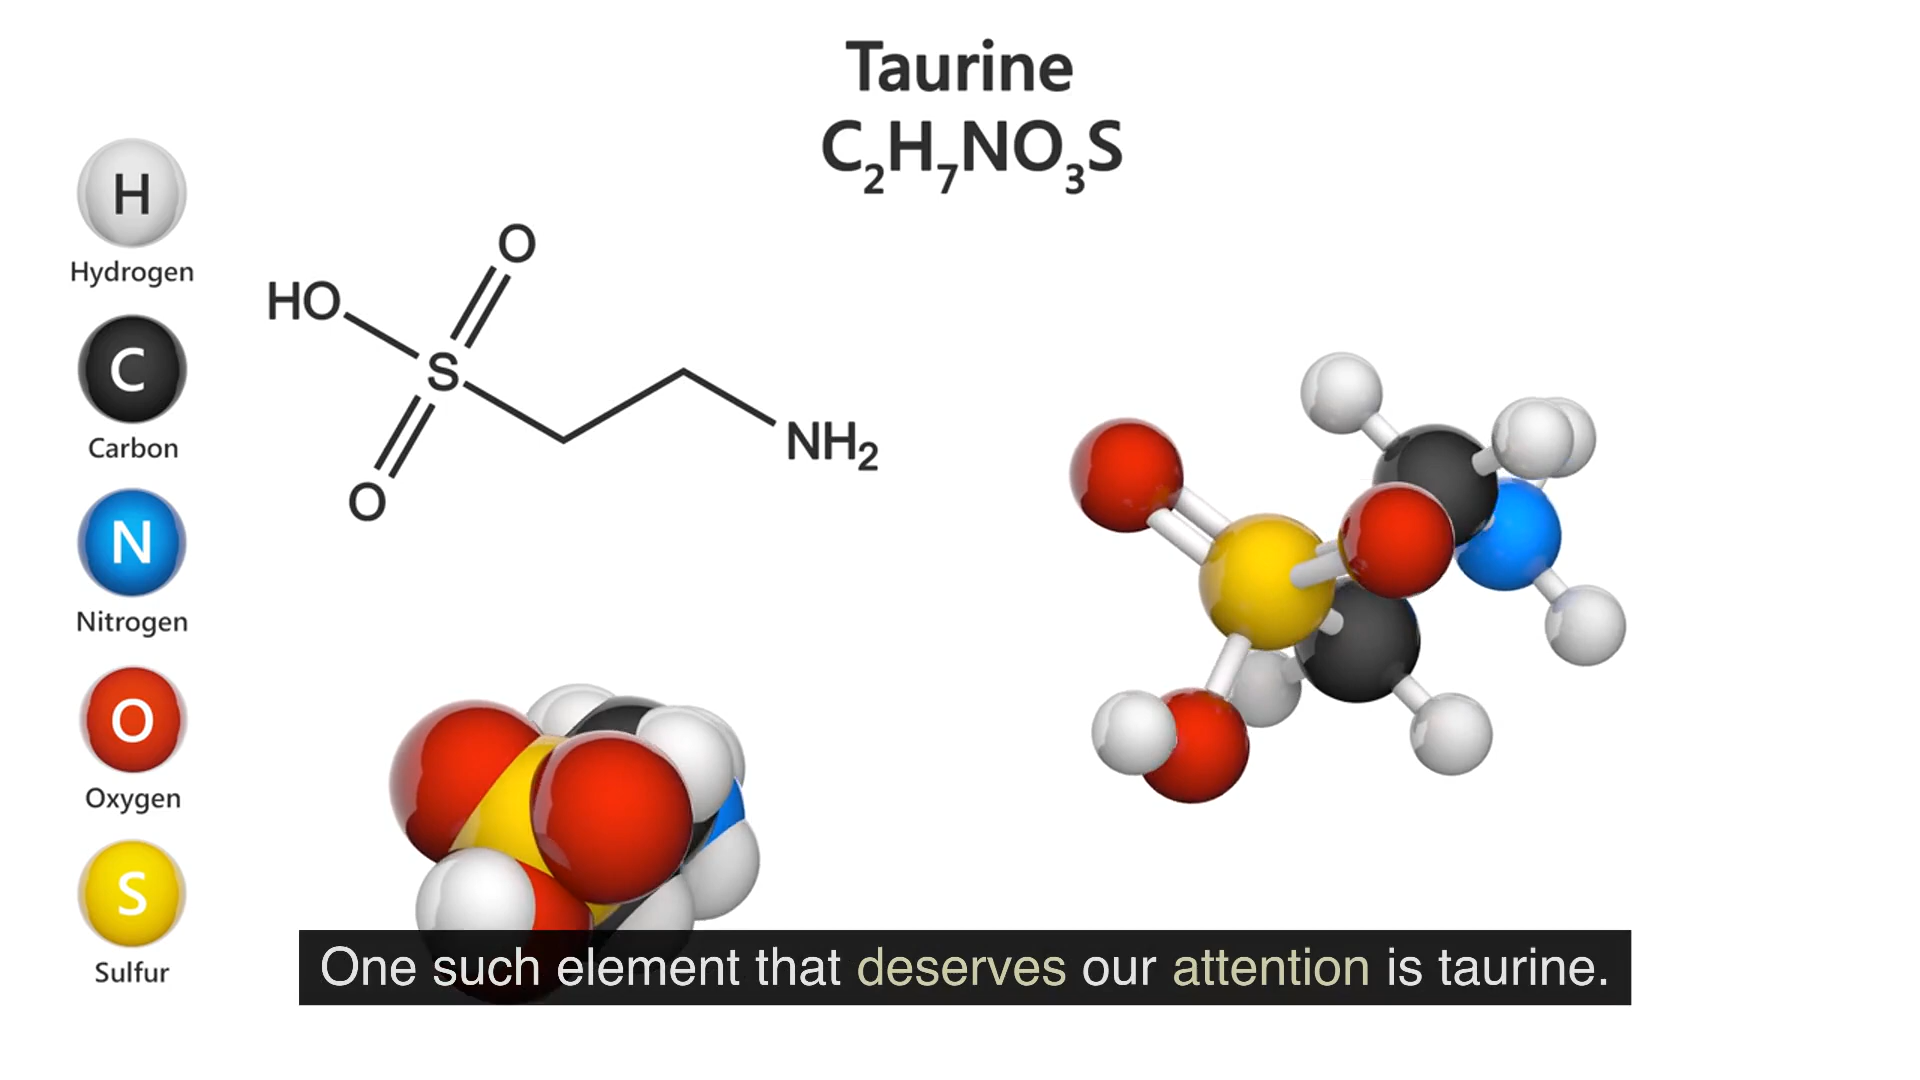 Taurine
C₂H₇NO₃S
H
Hydrogen
C
Carbon
N
Nitrogen
O
Oxygen
S
Sulfur
O
HO
S
NH₂
O
One such element that deserves our attention is taurine.